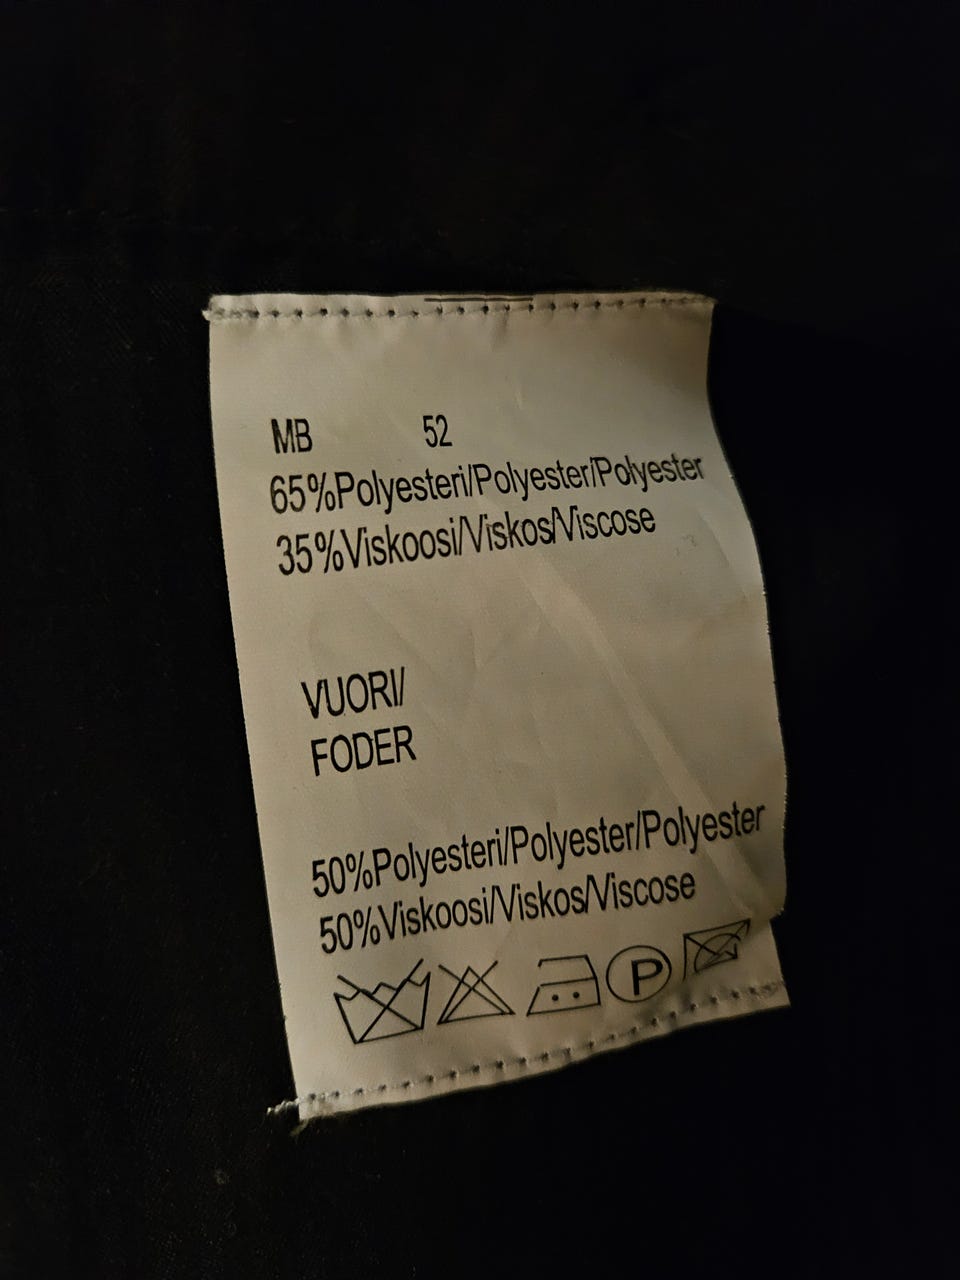 MB 52
65%Polyesteri/Polyester/Polyester
35%Viskoosi/Viskos/Viscose
VUORI/
FODER
50%Polyesteri/Polyester/Polyester
50%Viskoosi/Viskos/Viscose
P